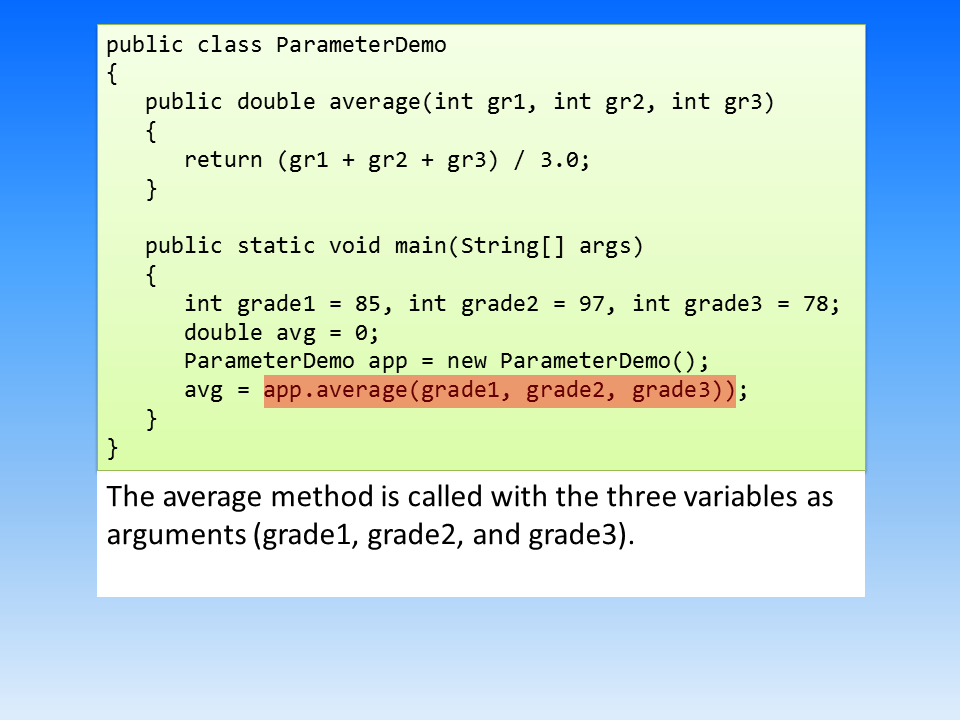 public class ParameterDemo
{
   public double average(int gr1, int gr2, int gr3)
   {
      return (gr1 + gr2 + gr3) / 3.0;
   }

   public static void main(String[] args)
   {
      int grade1 = 85, int grade2 = 97, int grade3 = 78;
      double avg = 0;
      ParameterDemo app = new ParameterDemo();
      avg = app.average(grade1, grade2, grade3));
   }
}
The average method is called with the three variables as
arguments (grade1, grade2, and grade3).